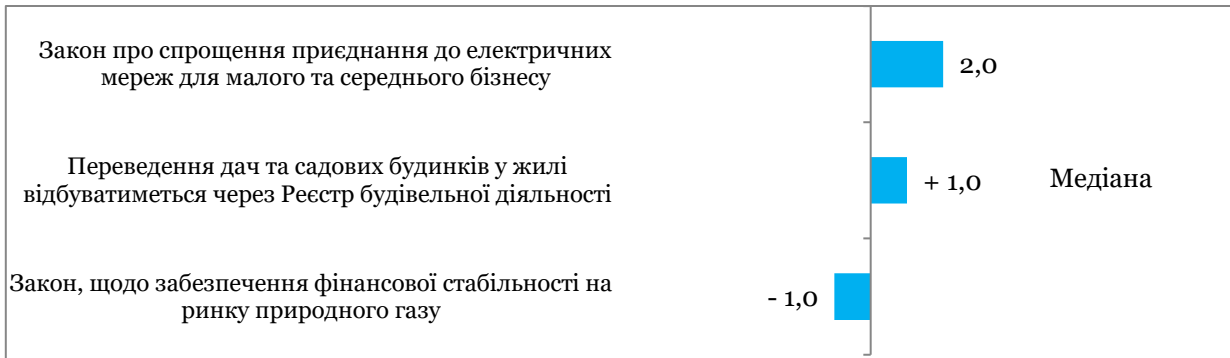 Закон про спрощення приєднання до електричних
мереж для малого та середнього бізнесу
2,0
Переведення дач та садових будинків у жилі
відбуватиметься через Реєстр будівельної діяльності
+ 1,0
Медіана
Закон, щодо забезпечення фінансової стабільності на
ринку природного газу
- 1,0